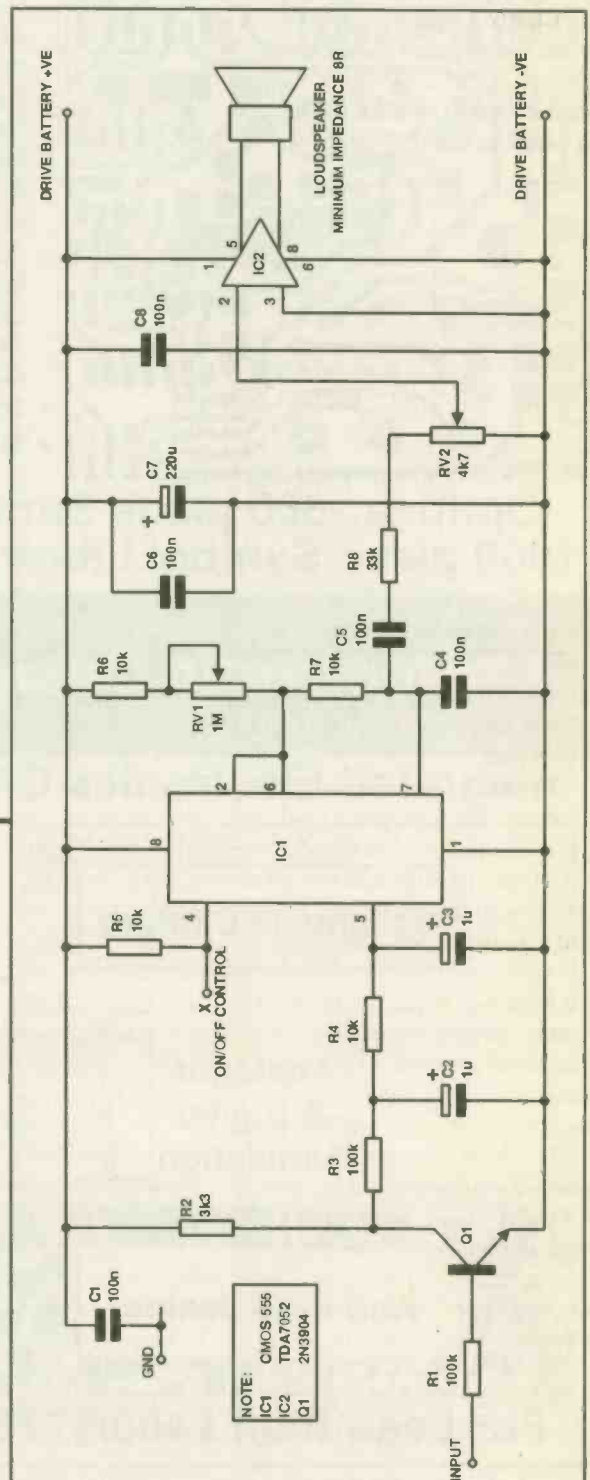 DRIVE BATTERY +VE
DRIVE BATTERY -VE
LOUDSPEAKER
MINIMUM IMPEDANCE 8R
1
5
IC2
8
6
2
3
C8
100n
RV2
4k7
+
C7
220u
C6
100n
R8
33k
C5
100n
R6
10k
RV1
1M
R7
10k
C4
100n
2
6
7
8
IC1
1
4
5
R5
10k
X
ON/OFF CONTROL
+
C3
1u
R4
10k
+
C2
1u
R3
100k
R2
3k3
Q1
C1
100n
GND
NOTE:
IC1 CMOS 555
IC2 TDA7052
Q1 2N3904
R1
100k
INPUT